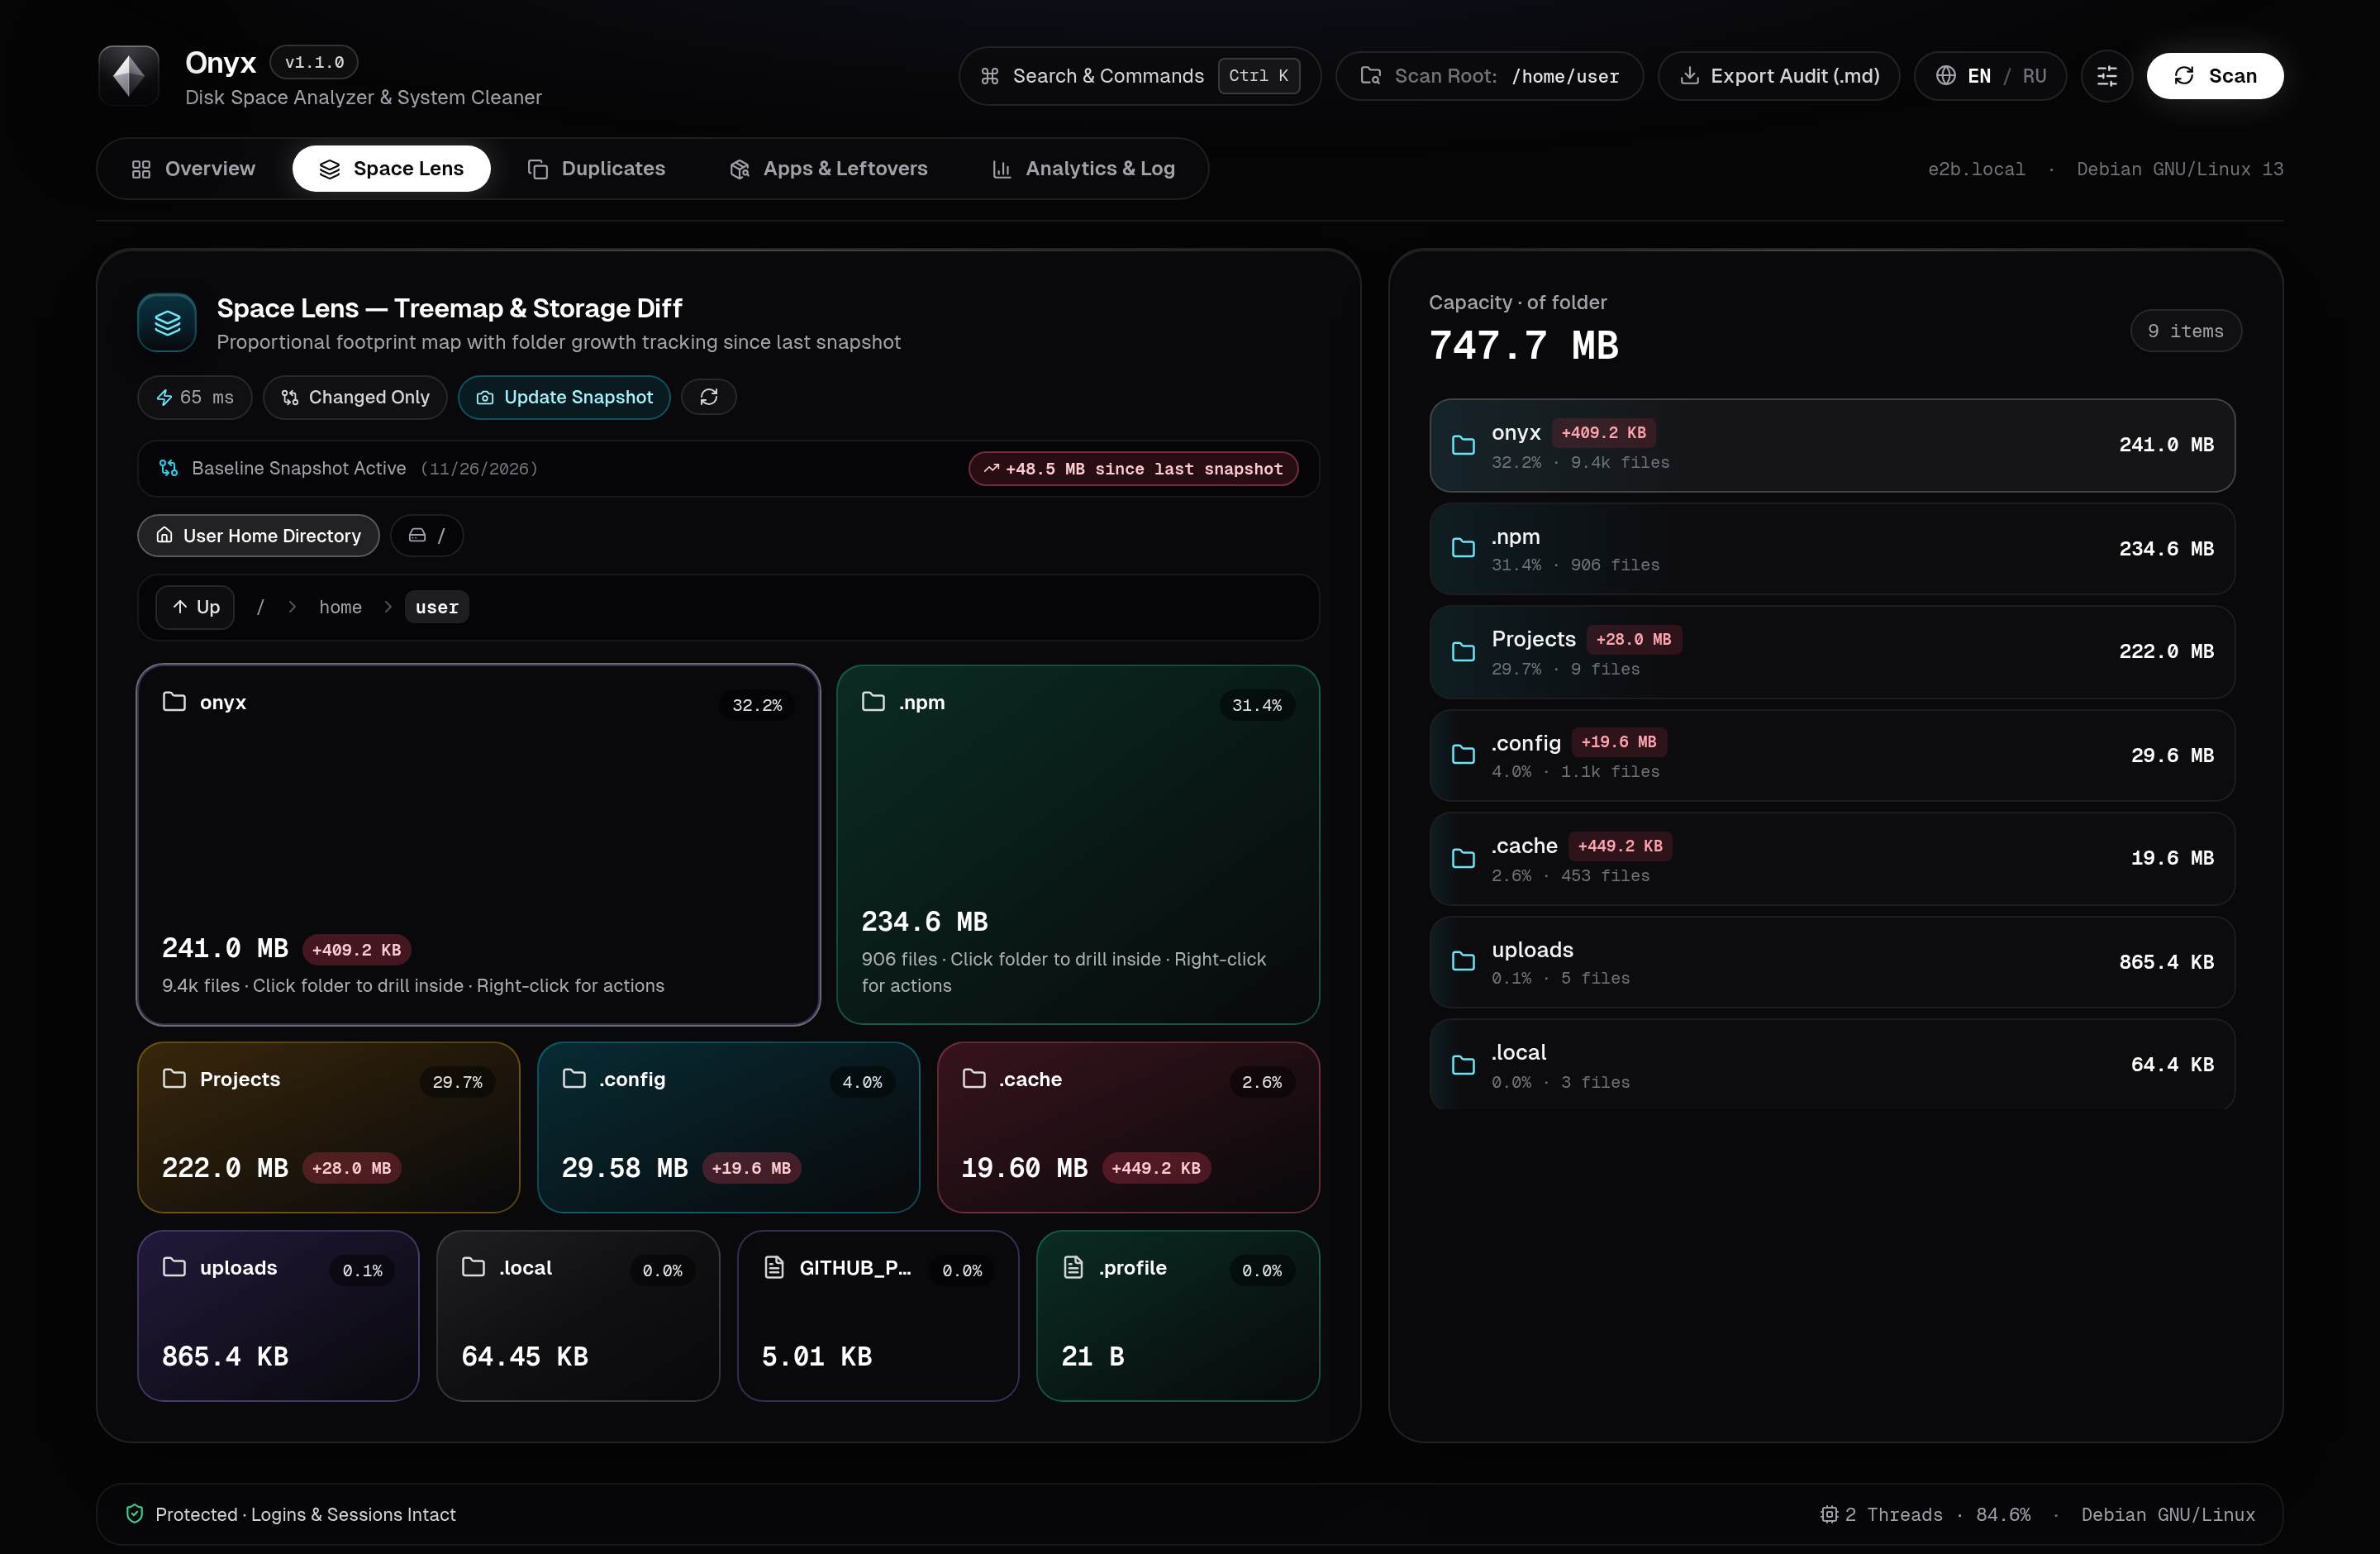 Onyx v1.1.0
Disk Space Analyzer & System Cleaner
Search & Commands Ctrl K
Scan Root: /home/user
Export Audit (.md)
EN / RU
Scan
Overview
Space Lens
Duplicates
Apps & Leftovers
Analytics & Log
e2b.local · Debian GNU/Linux 13
Space Lens — Treemap & Storage Diff
Proportional footprint map with folder growth tracking since last snapshot
65 ms
Changed Only
Update Snapshot
Baseline Snapshot Active (11/26/2026)
+48.5 MB since last snapshot
User Home Directory
/
Up / home user
onyx 32.2%
241.0 MB +409.2 KB
9.4k files · Click folder to drill inside · Right-click for actions
.npm 31.4%
234.6 MB
906 files · Click folder to drill inside · Right-click
for actions
Projects 29.7%
222.0 MB +28.0 MB
.config 4.0%
29.58 MB +19.6 MB
.cache 2.6%
19.60 MB +449.2 KB
uploads 0.1%
865.4 KB
.local 0.0%
64.45 KB
GITHUB_P... 0.0%
5.01 KB
.profile 0.0%
21 B
Capacity · of folder
747.7 MB
9 items
onyx +409.2 KB
32.2% · 9.4k files
241.0 MB
.npm
31.4% · 906 files
234.6 MB
Projects +28.0 MB
29.7% · 9 files
222.0 MB
.config +19.6 MB
4.0% · 1.1k files
29.6 MB
.cache +449.2 KB
2.6% · 453 files
19.6 MB
uploads
0.1% · 5 files
865.4 KB
.local
0.0% · 3 files
64.4 KB
Protected · Logins & Sessions Intact
2 Threads · 84.6% · Debian GNU/Linux